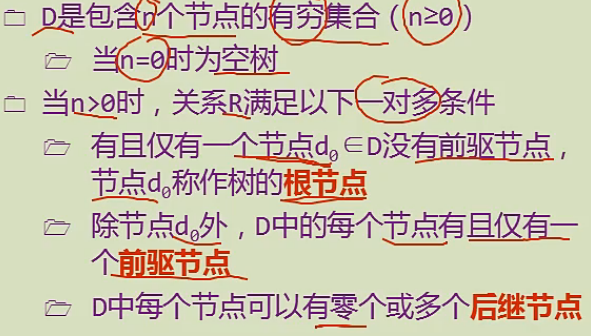 D是包含n个节点的有穷集合(n≥0)
当n=0时为空树
当n>0时,关系R满足以下一对多条件
有且仅有一个节点d₀∈D没有前驱节点,
节点d₀称作树的根节点
除节点d₀外,D中的每个节点有且仅有一
个前驱节点
D中每个节点可以有零个或多个后继节点